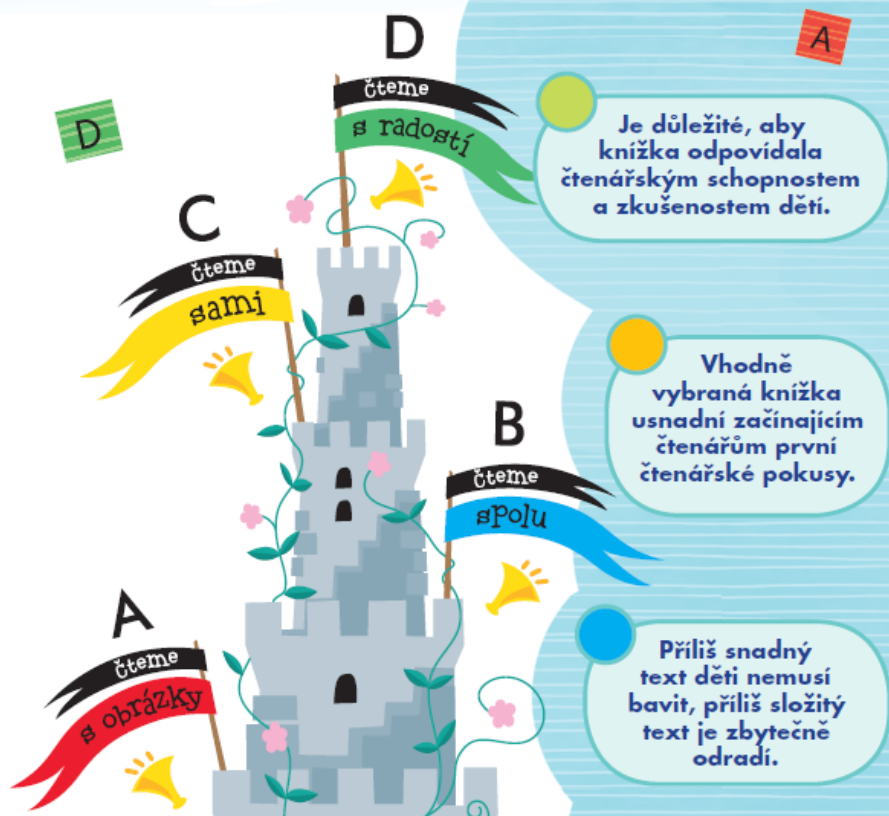 D
čteme
s radostí
D
A
C
čteme
sami
B
čteme
spolu
A
čteme
s obrázky
Je důležité, aby
knížka odpovídala
čtenářským schopnostem
a zkušenostem dětí.
Vhodně
vybraná knížka
usnadní začínajícím
čtenářům první
čtenářské pokusy.
Příliš snadný
text děti nemusí
bavit, příliš složitý
text je zbytečně
odradí.